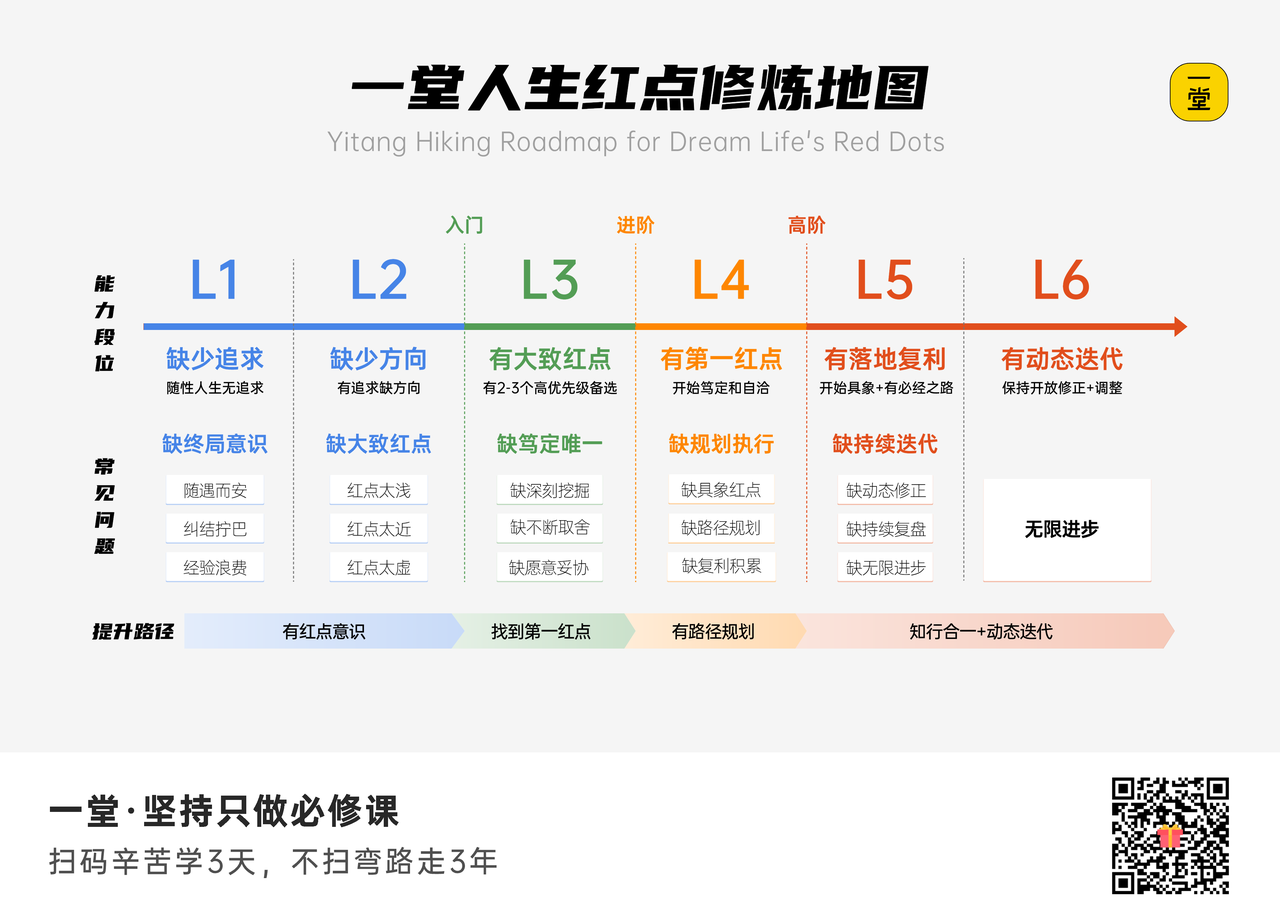 一堂人生红点修炼地图
Yitang Hiking Roadmap for Dream Life's Red Dots
一堂
入门 进阶 高阶
能力段位
L1 L2 L3 L4 L5 L6
缺少追求 缺少方向 有大致红点 有第一红点 有落地复利 有动态迭代
随性人生无追求 有追求缺方向 有2-3个高优先级备选 开始笃定和自洽 开始具象+有必经之路 保持开放修正+调整
常见问题
缺终局意识 缺大致红点 缺笃定唯一 缺规划执行 缺持续迭代
随遇而安 红点太浅 缺深刻挖掘 缺具象红点 缺动态修正
纠结拧巴 红点太近 缺不断取舍 缺路径规划 缺持续复盘 无限进步
经验浪费 红点太虚 缺愿意妥协 缺复利积累 缺无限进步
提升路径 有红点意识 找到第一红点 有路径规划 知行合一+动态迭代
一堂·坚持只做必修课
扫码辛苦学3天，不扫弯路走3年